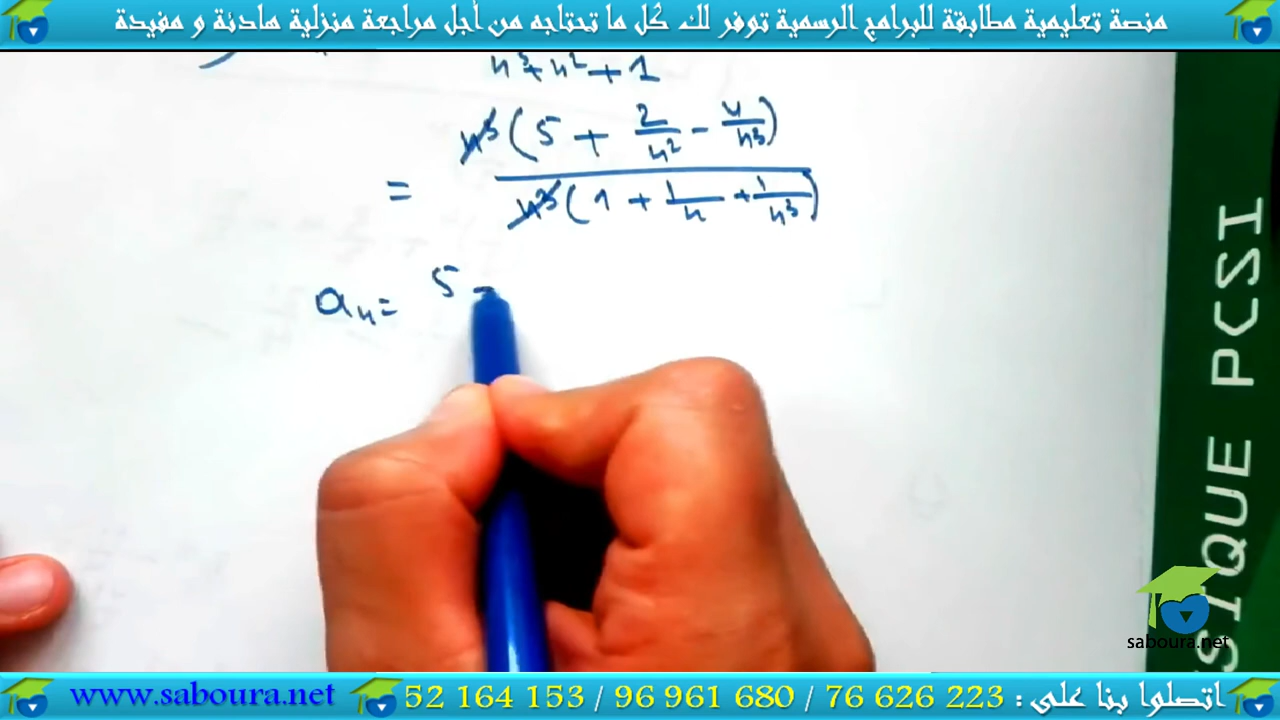 منصة تعليمية مطابقة للبرامج الرسمية توفر لك كل ما تحتاجه من أجل مراجعة منزلية هادئة و مفيدة
n³+n²+1
n³(5 + 2/n² - 4/n³)
= n³(1 + 1/n + 1/n³)
aₙ= 5
SIQUE PCSI
saboura.net
www.saboura.net 52 164 153 / 96 961 680 / 76 626 223 : اتصلوا بنا على